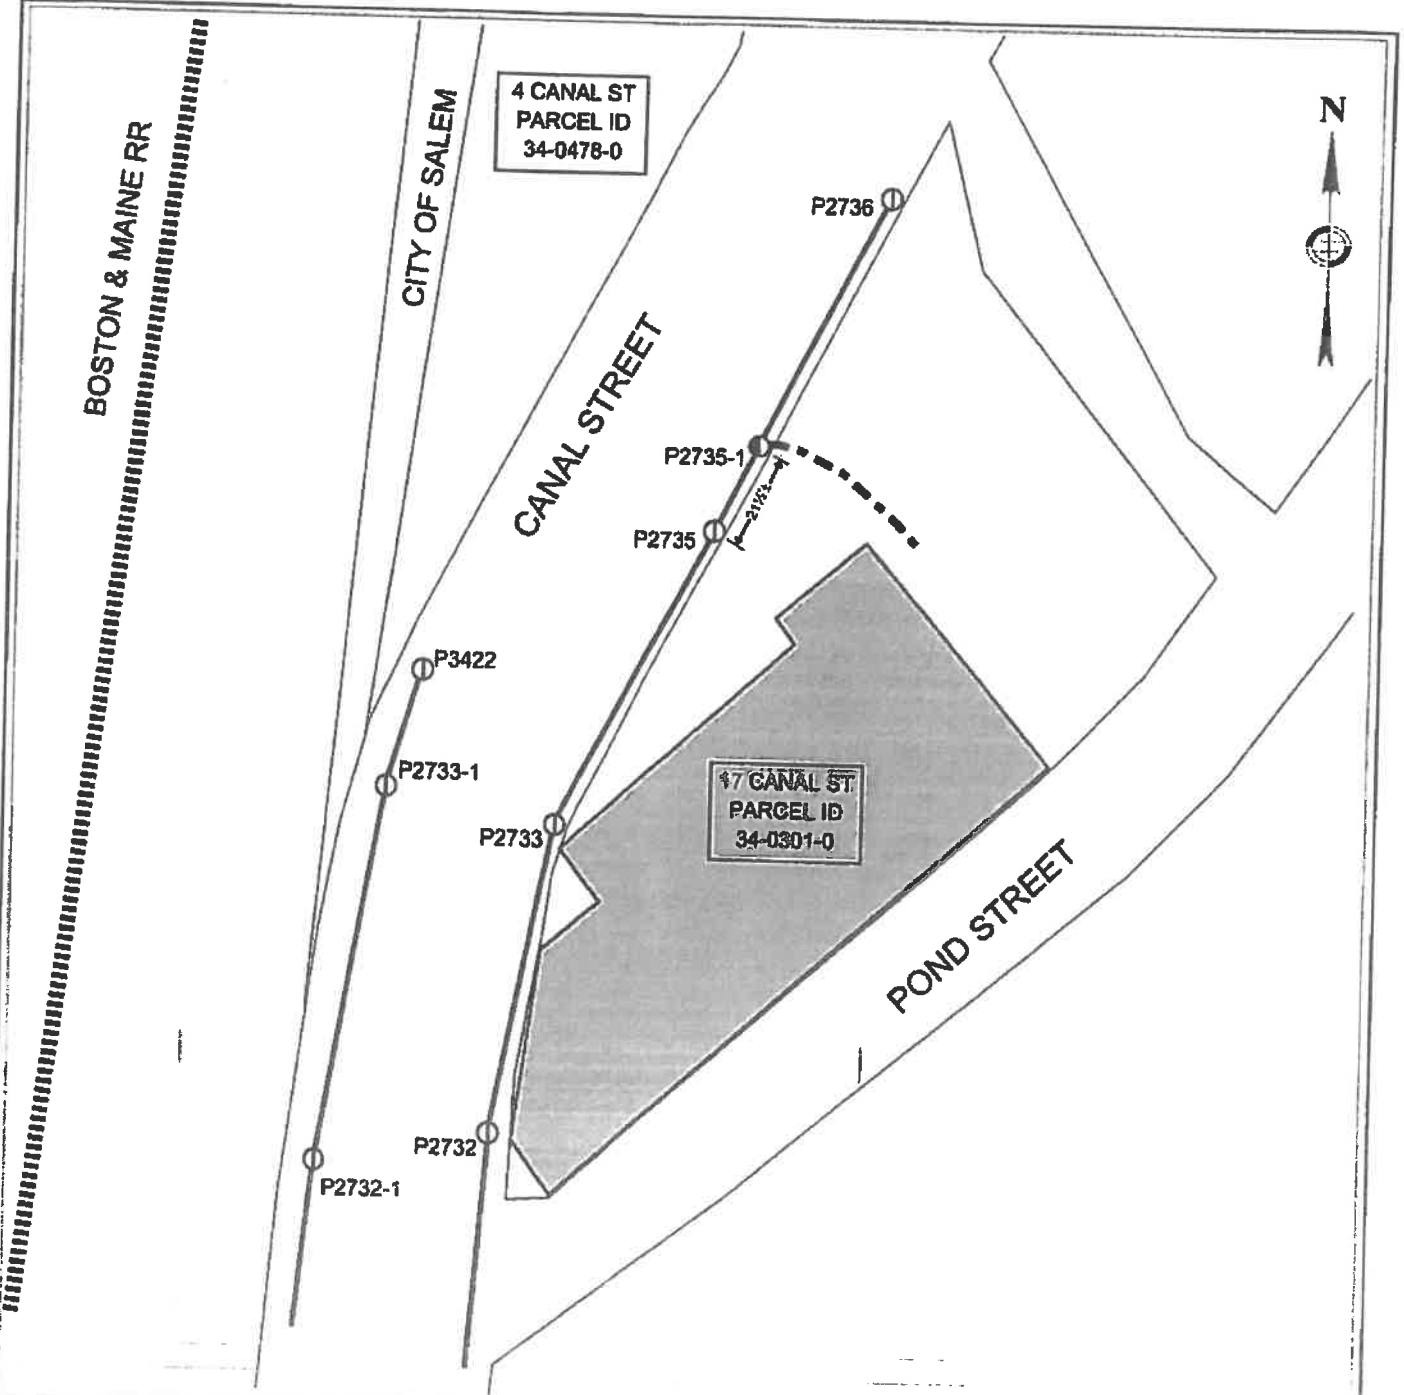 4 CANAL ST
PARCEL ID
34-0478-0
N
BOSTON & MAINE RR
CITY OF SALEM
P2736
CANAL STREET
P2735-1
P2735
P3422
P2733-1
P2733
17 CANAL ST
PARCEL ID
34-0301-0
POND STREET
P2732
P2732-1